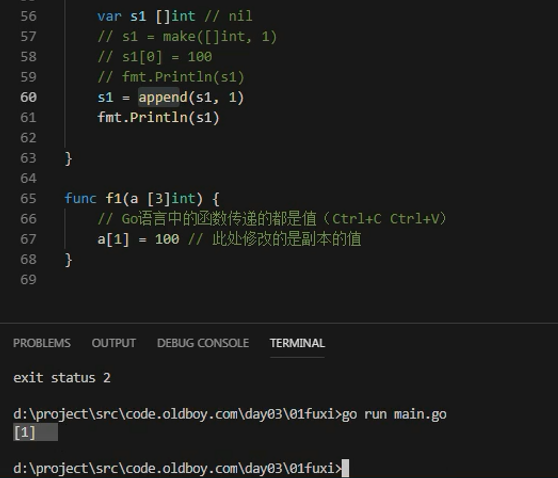 56 var s1 []int // nil
57 // s1 = make([]int, 1)
58 // s1[0] = 100
59 // fmt.Println(s1)
60 s1 = append(s1, 1)
61 fmt.Println(s1)
62
63 }
64
65 func f1(a [3]int) {
66 // Go语言中的函数传递的都是值（Ctrl+C Ctrl+V）
67 a[1] = 100 // 此处修改的是副本的值
68 }
69
PROBLEMS OUTPUT DEBUG CONSOLE TERMINAL
exit status 2
d:\project\src\code.oldboy.com\day03\01fuxi>go run main.go
[1]
d:\project\src\code.oldboy.com\day03\01fuxi>